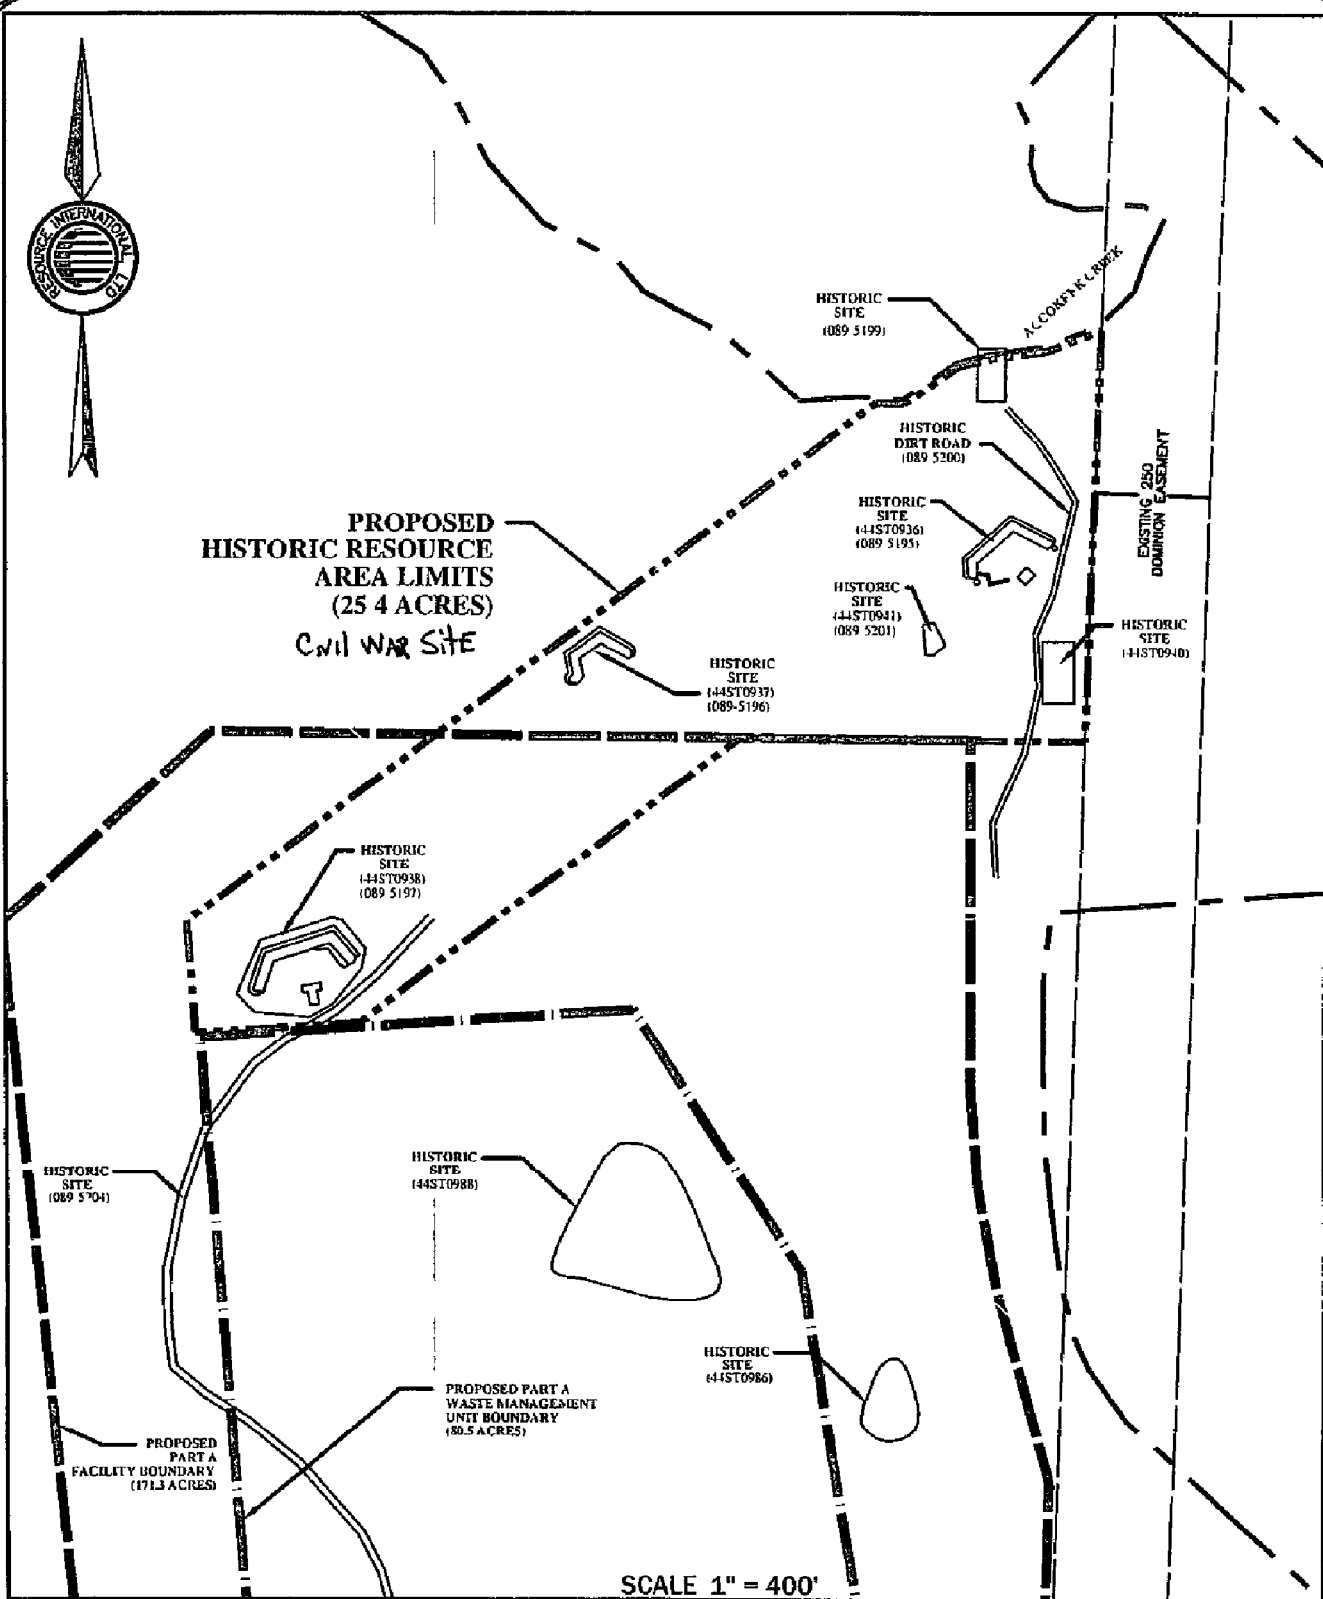 RESOURCE INTERNATIONAL LTD
HISTORIC
SITE
(089 5199)
ACCOKEEK CREEK
HISTORIC
DIRT ROAD
(089 5200)
EXISTING 250
DOMINION EASEMENT
HISTORIC
SITE
(44ST0936)
(089 5195)
PROPOSED
HISTORIC RESOURCE
AREA LIMITS
(25 4 ACRES)
Civil WAR SitE
HISTORIC
SITE
(44ST0941)
(089 5201)
HISTORIC
SITE
(44ST0940)
HISTORIC
SITE
(44ST0937)
(089-5196)
HISTORIC
SITE
(44ST0938)
(089 5197)
HISTORIC
SITE
HISTORIC
SITE
(44ST0988)
HISTORIC
SITE
(44ST0986)
PROPOSED PART A
WASTE MANAGEMENT
UNIT BOUNDARY
(80.5 ACRES)
PROPOSED
PART A
FACILITY BOUNDARY
(171.3 ACRES)
SCALE 1" = 400'